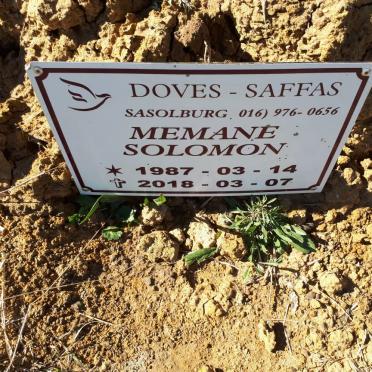 DOVES - SAFFAS
SASOLBURG 016) 976-0656
MEMANE
SOLOMON
1987 - 03 - 14
2018 - 03 - 07